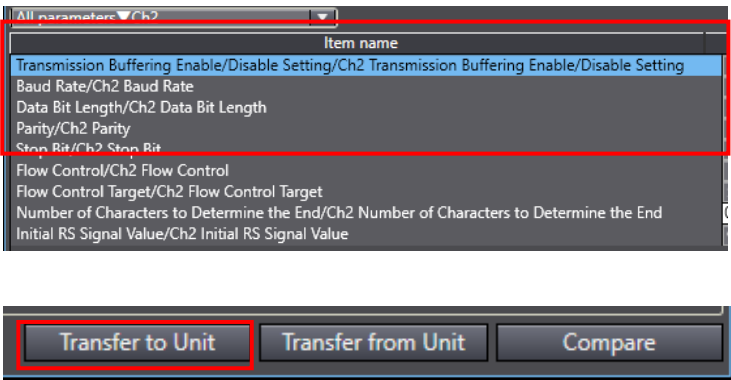 All parameters▼Ch2
Item name
Transmission Buffering Enable/Disable Setting/Ch2 Transmission Buffering Enable/Disable Setting
Baud Rate/Ch2 Baud Rate
Data Bit Length/Ch2 Data Bit Length
Parity/Ch2 Parity
Stop Bit/Ch2 Stop Bit
Flow Control/Ch2 Flow Control
Flow Control Target/Ch2 Flow Control Target
Number of Characters to Determine the End/Ch2 Number of Characters to Determine the End
Initial RS Signal Value/Ch2 Initial RS Signal Value
Transfer to Unit Transfer from Unit Compare